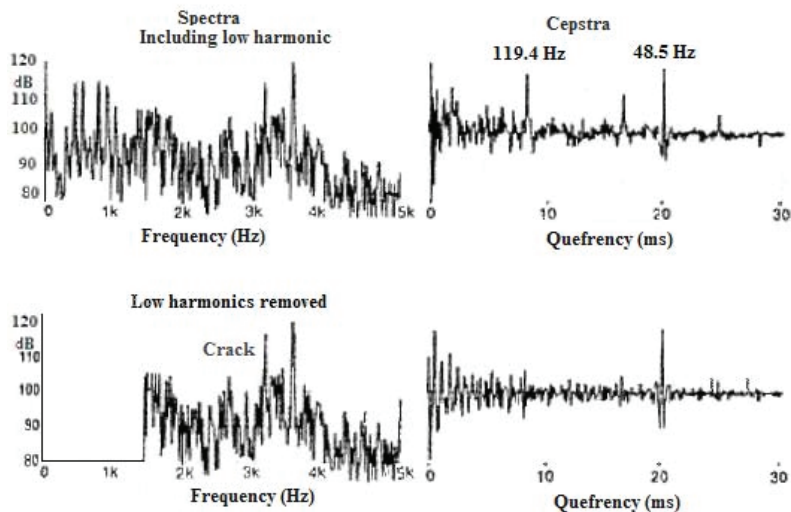 Spectra
Including low harmonic
Cepstra
120
dB
110
100
90
80
0 1k 2k 3k 4k 5k
Frequency (Hz)
119.4 Hz
48.5 Hz
0 10 20 30
Quefrency (ms)
Low harmonics removed
120
dB
110
100
90
80
Crack
0 1k 2k 3k 4k 5k
Frequency (Hz)
0 10 20 30
Quefrency (ms)